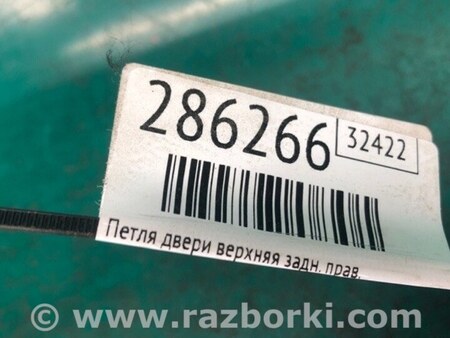 286266
32422
Петля двери верхняя задн. прав.
© www.razborki.com